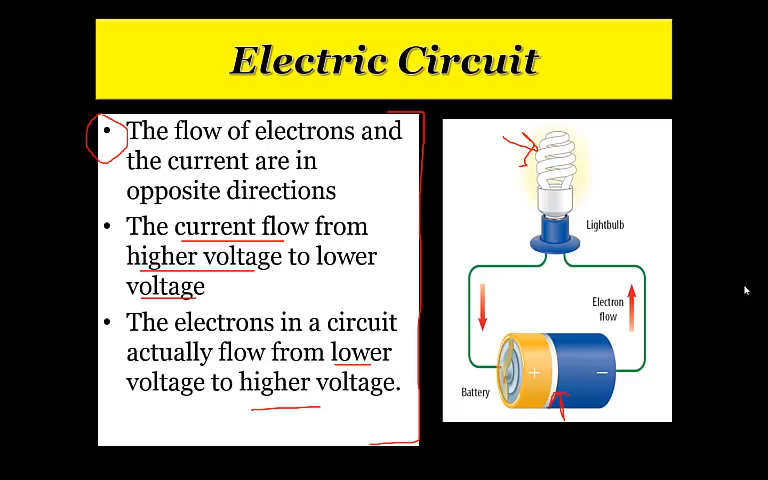 Electric Circuit
• The flow of electrons and
the current are in
opposite directions
• The current flow from
higher voltage to lower
voltage
• The electrons in a circuit
actually flow from lower
voltage to higher voltage.
Lightbulb
Electron
flow
+ −
Battery